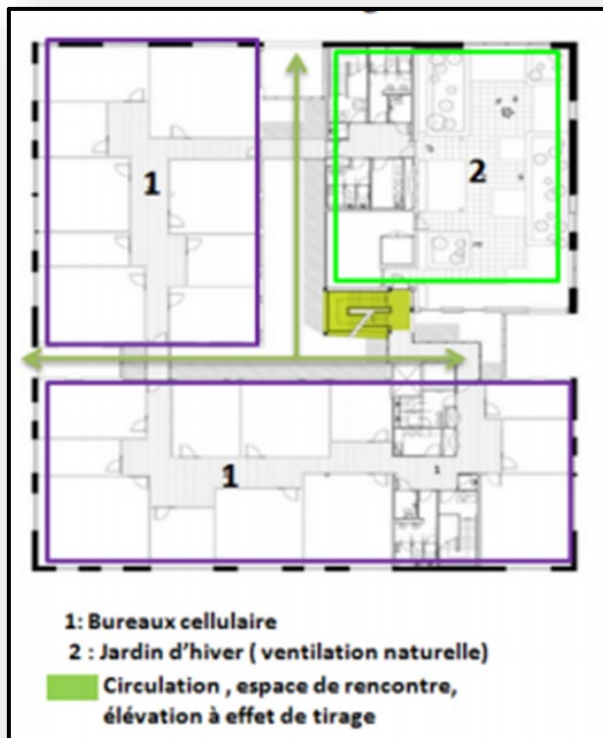 1
2
1
1
1: Bureaux cellulaire
2 : Jardin d'hiver ( ventilation naturelle)
Circulation , espace de rencontre,
élévation à effet de tirage